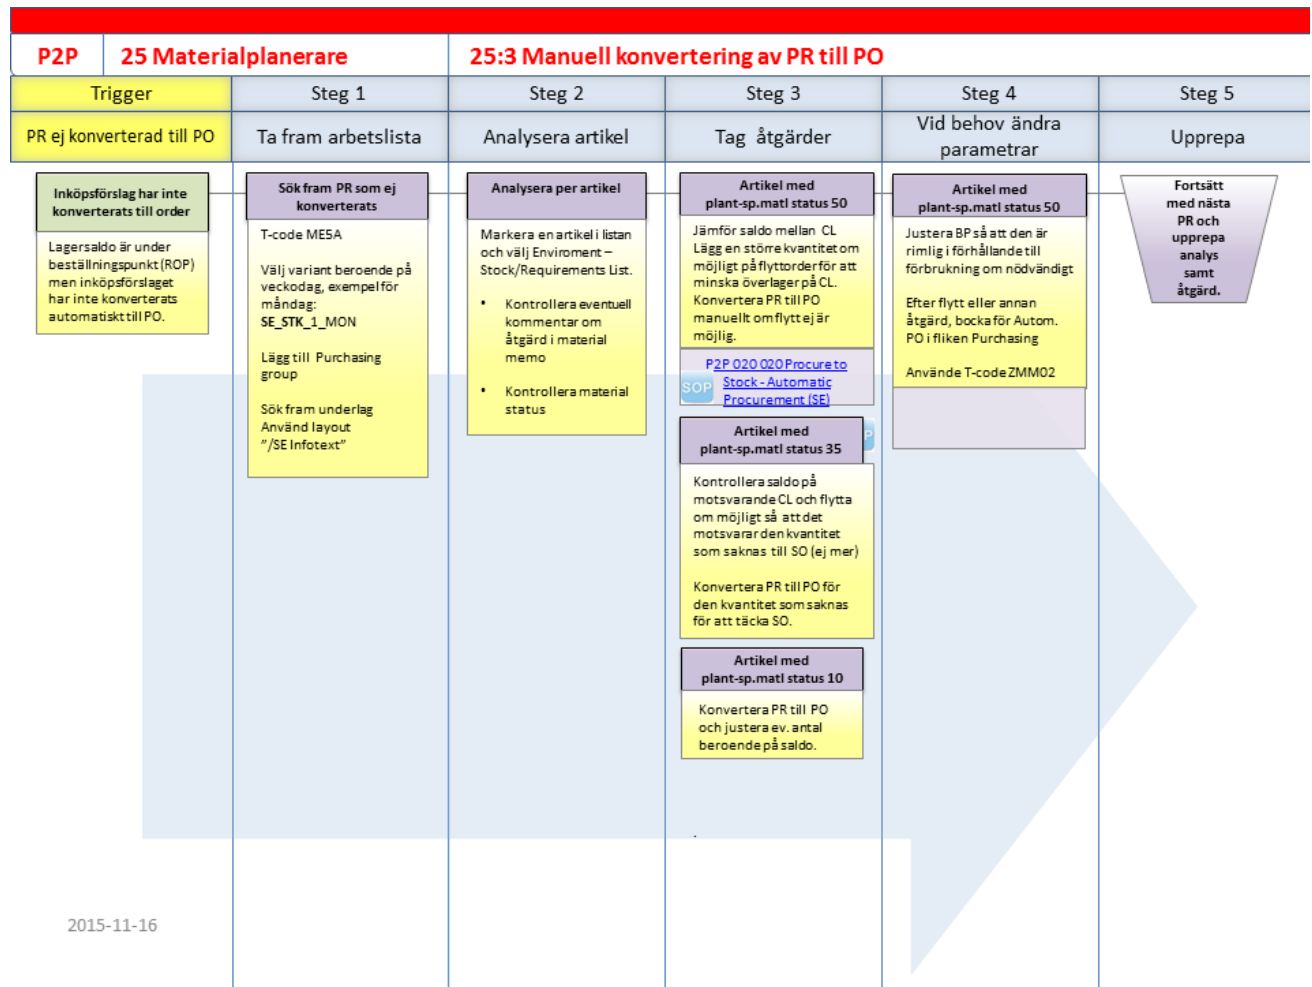 P2P
25 Materialplanerare
25:3 Manuell konvertering av PR till PO
Trigger
Steg 1
Steg 2
Steg 3
Steg 4
Steg 5
PR ej konverterad till PO
Ta fram arbetslista
Analysera artikel
Tag åtgärder
Vid behov ändra
parametrar
Upprepa
Inköpsförslag har inte
konverterats till order
Lagersaldo är under
beställningspunkt (ROP)
men inköpsförslaget
har inte konverterats
automatiskt till PO.
Sök fram PR som ej
konverterats
T-code ME5A
Välj variant beroende på
veckodag, exempel för
måndag:
SE_STK_1_MON
Lägg till Purchasing
group
Sök fram underlag
Använd layout
"/SE Infotext"
Analysera per artikel
Markera en artikel i listan
och välj Enviroment –
Stock/Requirements List.
• Kontrollera eventuell
kommentar om
åtgärd i material
memo
• Kontrollera material
status
Artikel med
plant-sp.matl status 50
Jämför saldo mellan CL
Lägg en större kvantitet om
möjligt på flyttorder för att
minska överlager på CL.
Konvertera PR till PO
manuellt om flytt ej är
möjlig.
SOP
P2P 020 020 Procure to
Stock - Automatic
Procurement (SE)
Artikel med
plant-sp.matl status 35
P
Kontrollera saldo på
motsvarande CL och flytta
om möjligt så att det
motsvarar den kvantitet
som saknas till SO (ej mer)
Konvertera PR till PO för
den kvantitet som saknas
för att täcka SO.
Artikel med
plant-sp.matl status 10
Konvertera PR till PO
och justera ev. antal
beroende på saldo.
.
Artikel med
plant-sp.matl status 50
Justera BP så att den är
rimlig i förhållande till
förbrukning om nödvändigt
Efter flytt eller annan
åtgärd, bocka för Autom.
PO i fliken Purchasing
Använde T-code ZMM02
Fortsätt
med nästa
PR och
upprepa
analys
samt
åtgärd.
2015-11-16